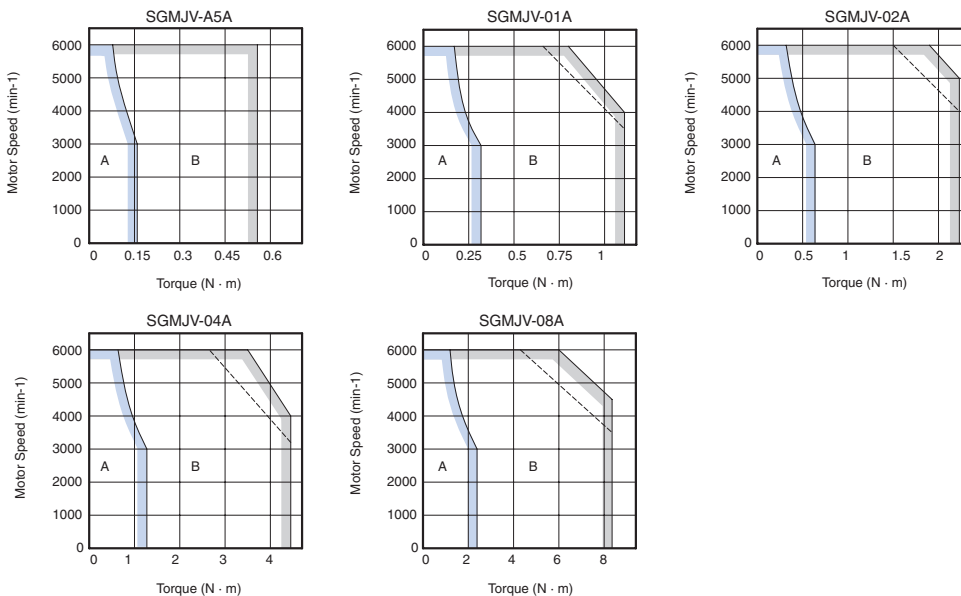 SGMJV-A5A
Motor Speed (min-1)
6000
5000
4000
3000
2000
1000
0
A
B
0 0.15 0.3 0.45 0.6
Torque (N · m)
SGMJV-01A
Motor Speed (min-1)
6000
5000
4000
3000
2000
1000
0
A
B
0 0.25 0.5 0.75 1
Torque (N · m)
SGMJV-02A
Motor Speed (min-1)
6000
5000
4000
3000
2000
1000
0
A
B
0 0.5 1 1.5 2
Torque (N · m)
SGMJV-04A
Motor Speed (min-1)
6000
5000
4000
3000
2000
1000
0
A
B
0 1 2 3 4
Torque (N · m)
SGMJV-08A
Motor Speed (min-1)
6000
5000
4000
3000
2000
1000
0
A
B
0 2 4 6 8
Torque (N · m)